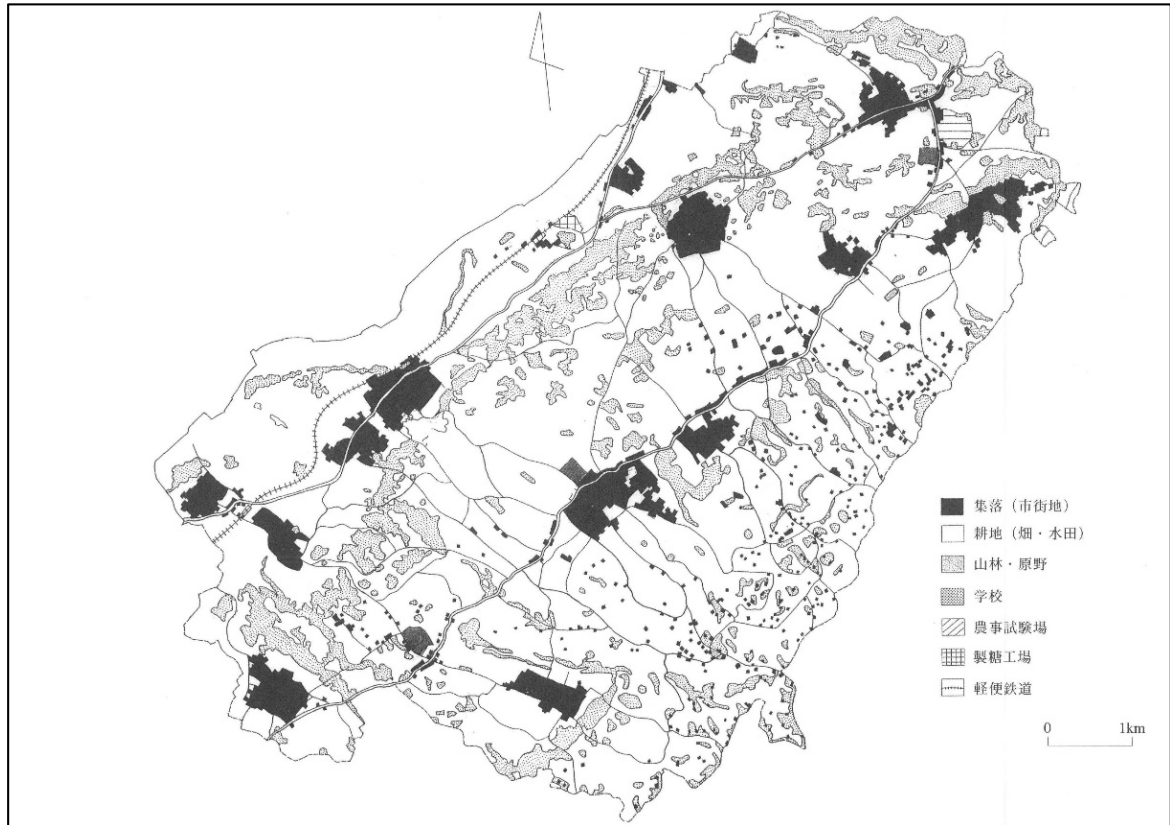 集落（市街地）
耕地（畑・水田）
山林・原野
学校
農事試験場
製糖工場
軽便鉄道
0 1km